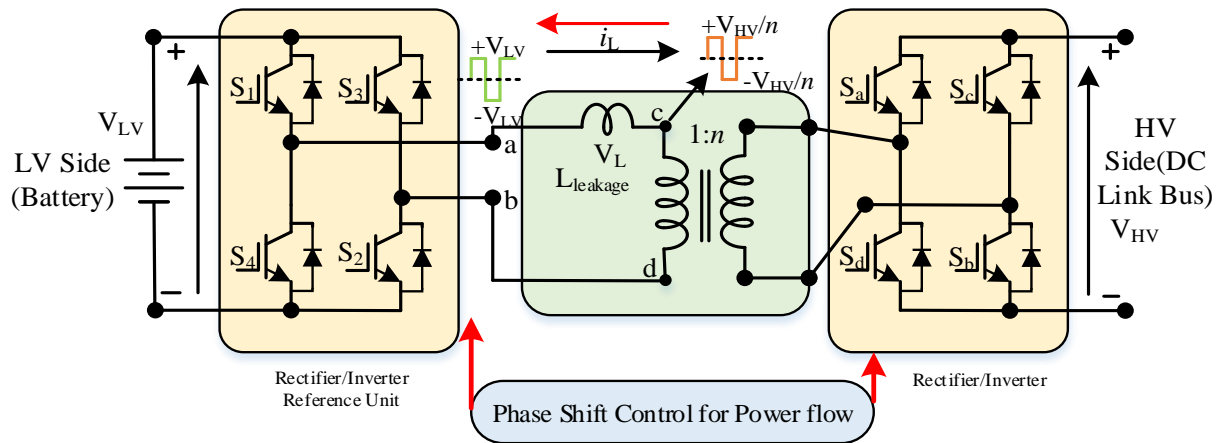 +V_LV
-V_LV
i_L
+V_HV/n
-V_HV/n
+
V_LV
LV Side
(Battery)
−
S_1
S_3
S_4
S_2
a
b
c
d
V_L
L_leakage
1:n
S_a
S_c
S_d
S_b
+
HV
Side(DC
Link Bus)
V_HV
−
Rectifier/Inverter
Reference Unit
Rectifier/Inverter
Phase Shift Control for Power flow